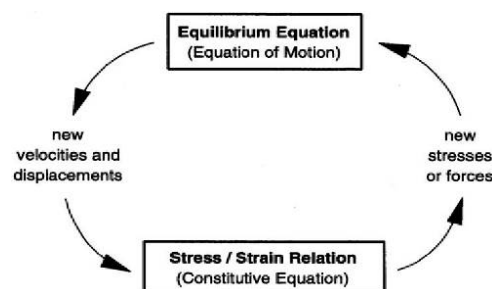 Equilibrium Equation
(Equation of Motion)
new
velocities and
displacements
new
stresses
or forces
Stress / Strain Relation
(Constitutive Equation)